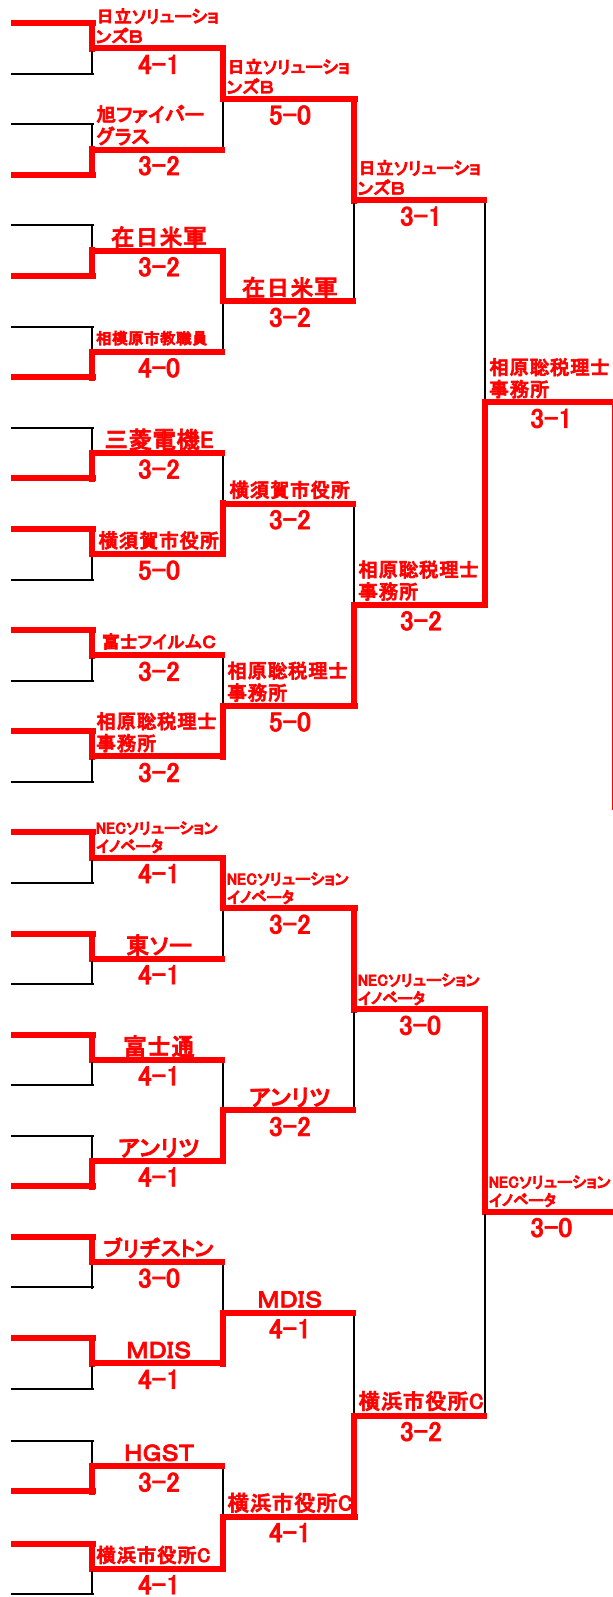 日立ソリューショ
ンズB
4-1
日立ソリューショ
ンズB
5-0
旭ファイバー
グラス
3-2
日立ソリューショ
ンズB
3-1
在日米軍
3-2
在日米軍
3-2
相模原市教職員
4-0
相原聡税理士
事務所
3-1
三菱電機E
3-2
横須賀市役所
3-2
横須賀市役所
5-0
相原聡税理士
事務所
3-2
富士フイルムC
3-2
相原聡税理士
事務所
5-0
相原聡税理士
事務所
3-2
NECソリューション
イノベータ
4-1
NECソリューション
イノベータ
3-2
東ソー
4-1
NECソリューション
イノベータ
3-0
富士通
4-1
アンリツ
3-2
アンリツ
4-1
NECソリューション
イノベータ
3-0
ブリヂストン
3-0
MDIS
4-1
MDIS
4-1
横浜市役所C
3-2
HGST
3-2
横浜市役所C
4-1
横浜市役所C
4-1